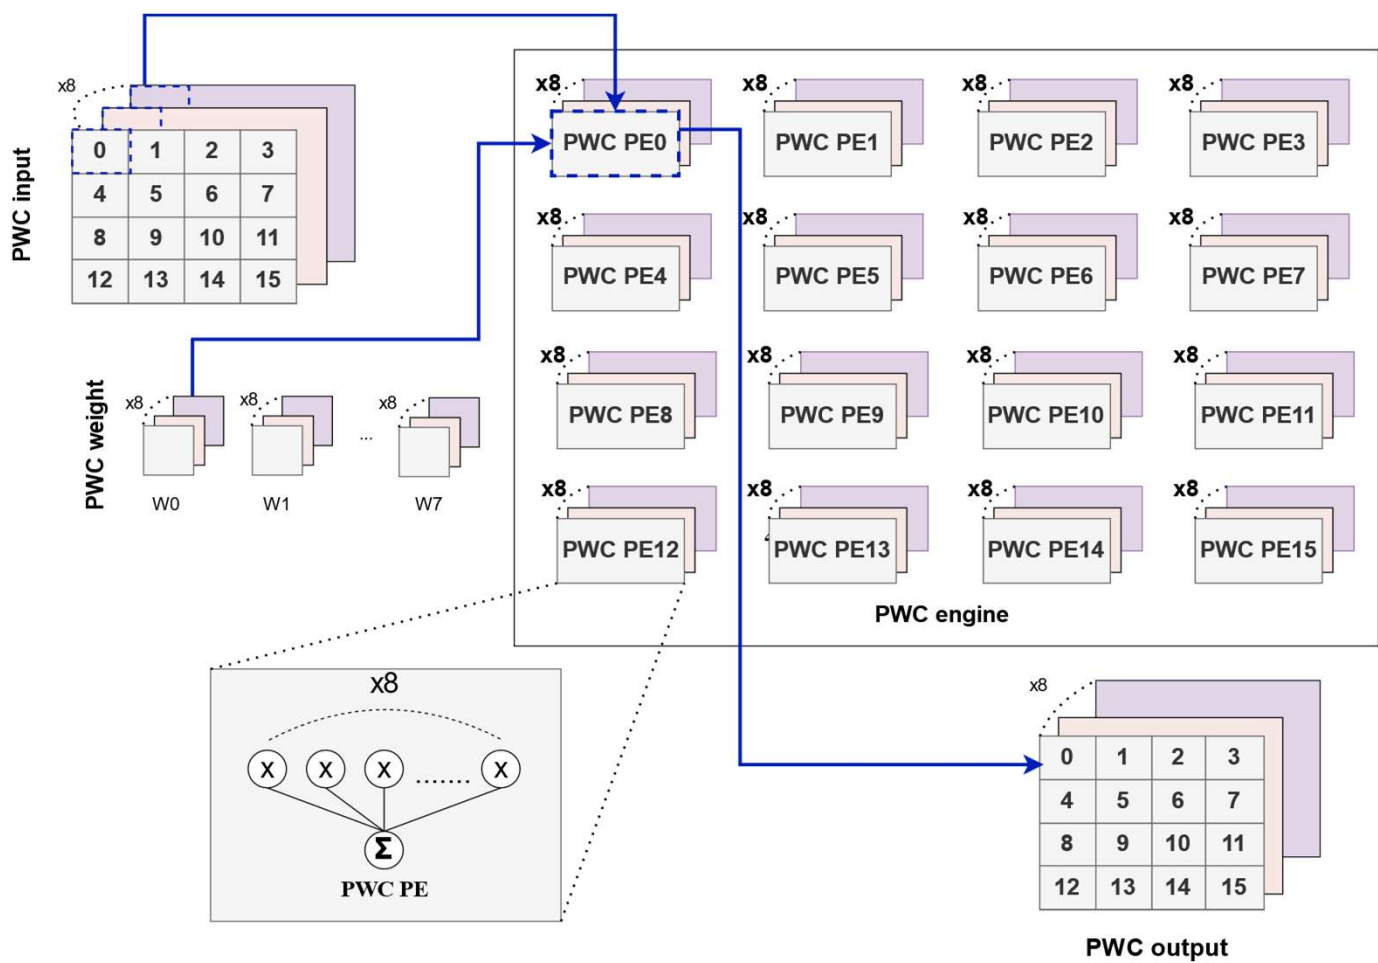 x8
PWC input
0 1 2 3
4 5 6 7
8 9 10 11
12 13 14 15
PWC weight
x8 x8 ... x8
W0 W1 W7
x8 x8 x8 x8
PWC PE0 PWC PE1 PWC PE2 PWC PE3
x8 x8 x8 x8
PWC PE4 PWC PE5 PWC PE6 PWC PE7
x8 x8 x8 x8
PWC PE8 PWC PE9 PWC PE10 PWC PE11
x8 x8 x8 x8
PWC PE12 PWC PE13 PWC PE14 PWC PE15
PWC engine
x8
X X X ....... X
Σ
PWC PE
x8
0 1 2 3
4 5 6 7
8 9 10 11
12 13 14 15
PWC output